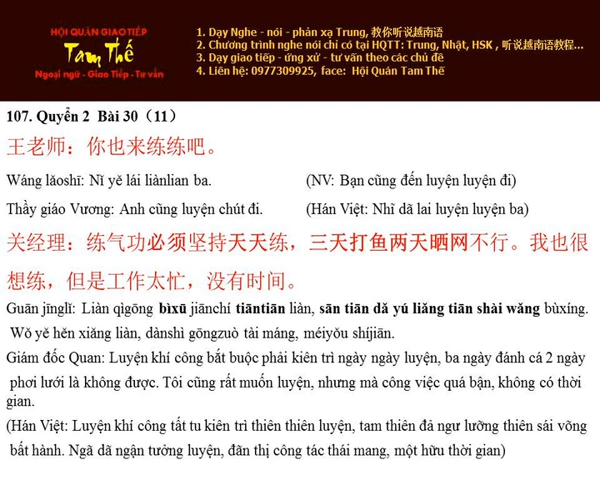 HỘI QUÁN GIAO TIẾP
Tam Thế
Ngoại ngữ - Giao Tiếp - Tư vấn
1. Dạy Nghe - nói - phản xạ Trung, 教你听说越南语
2. Chương trình nghe nói chỉ có tại HQTT: Trung, Nhật, HSK , 听说越南语教程...
3. Dạy giao tiếp - ứng xử - tư vấn theo các chủ đề
4. Liên hệ: 0977309925, face: Hội Quán Tam Thế
107. Quyển 2 Bài 30（11）
王老师：你也来练练吧。
Wáng lǎoshī: Nǐ yě lái liànlian ba. (NV: Bạn cũng đến luyện luyện đi)
Thầy giáo Vương: Anh cũng luyện chút đi. (Hán Việt: Nhĩ dã lai luyện luyện ba)
关经理：练气功必须坚持天天练，三天打鱼两天晒网不行。我也很
想练，但是工作太忙，没有时间。
Guān jīnglǐ: Liàn qìgōng bìxū jiānchí tiāntiān liàn, sān tiān dǎ yú liǎng tiān shài wǎng bùxíng.
Wǒ yě hěn xiǎng liàn, dànshì gōngzuò tài máng, méiyǒu shíjiān.
Giám đốc Quan: Luyện khí công bắt buộc phải kiên trì ngày ngày luyện, ba ngày đánh cá 2 ngày
phơi lưới là không được. Tôi cũng rất muốn luyện, nhưng mà công việc quá bận, không có thời
gian.
(Hán Việt: Luyện khí công tất tu kiên trì thiên thiên luyện, tam thiên đả ngư lưỡng thiên sái võng
bất hành. Ngã dã ngận tưởng luyện, đãn thị công tác thái mang, một hữu thời gian)